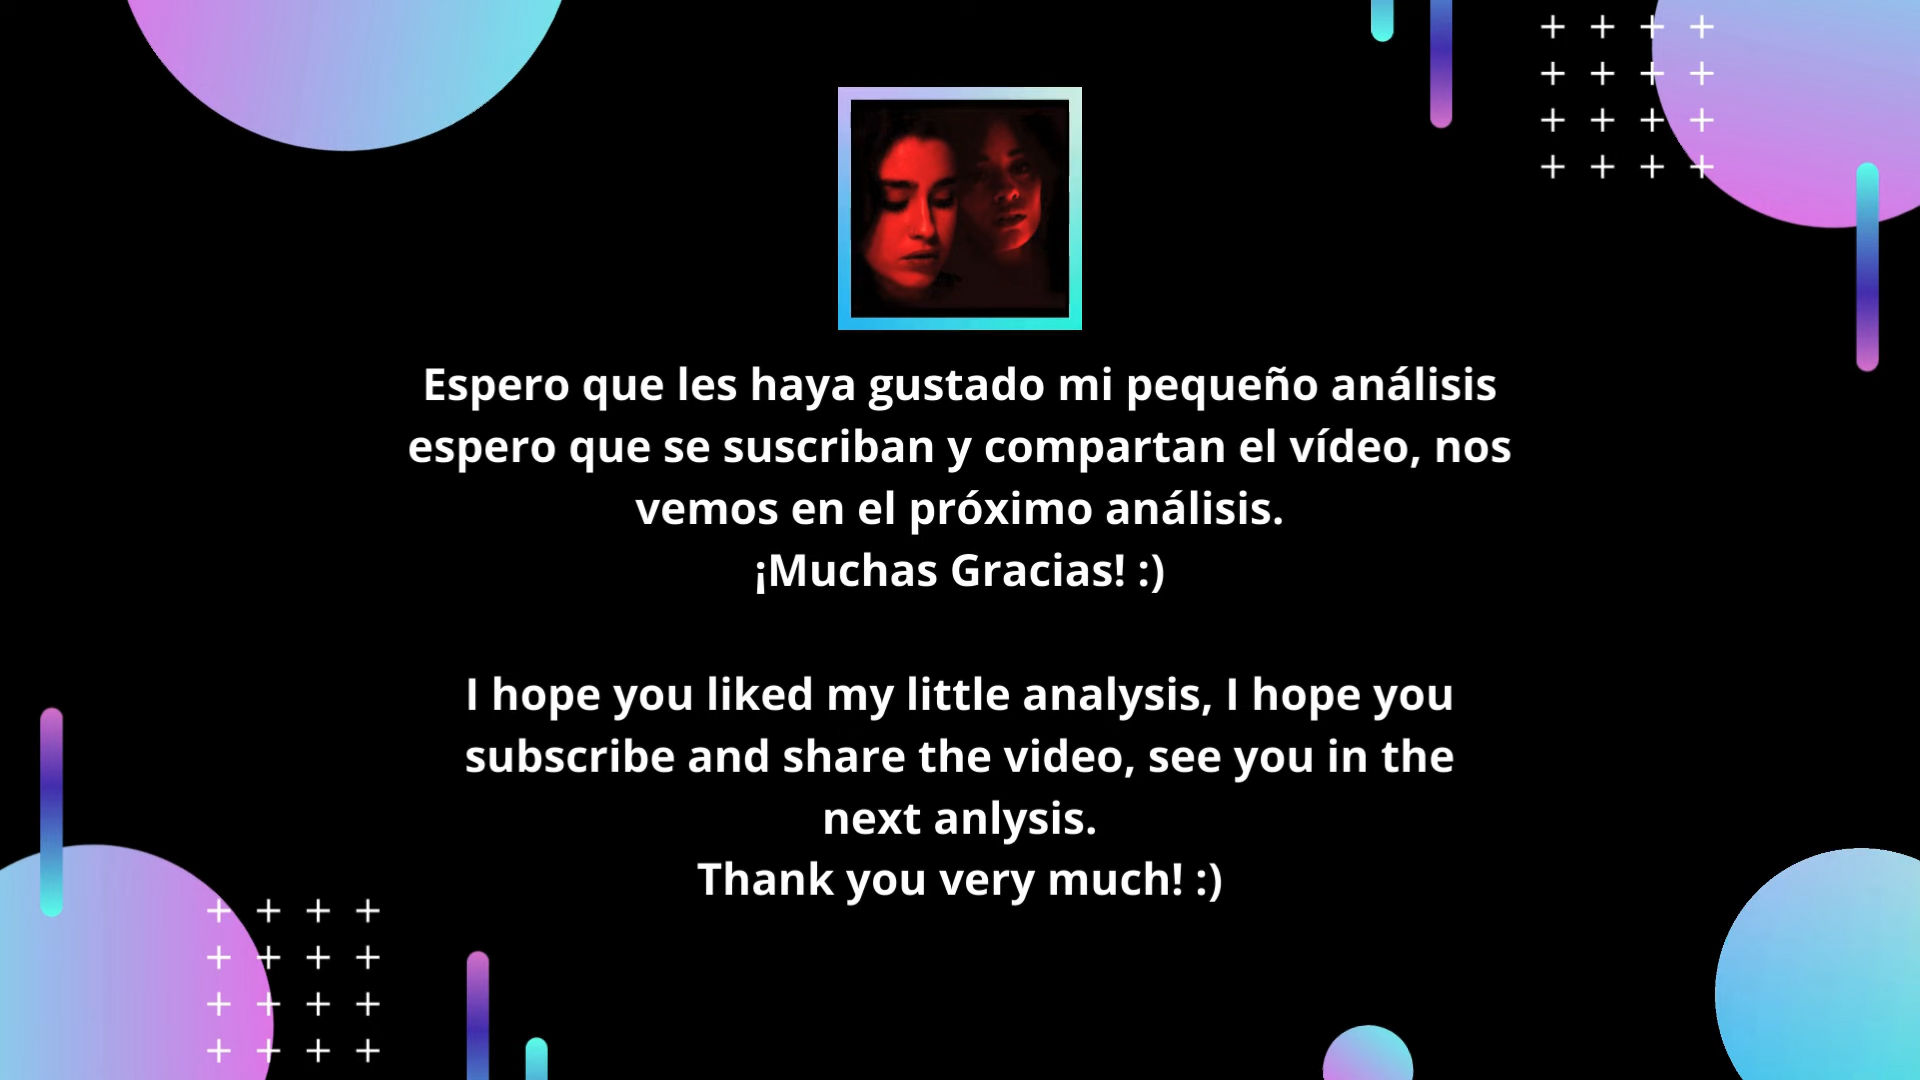 Espero que les haya gustado mi pequeño análisis
espero que se suscriban y compartan el vídeo, nos
vemos en el próximo análisis.
¡Muchas Gracias! :)
I hope you liked my little analysis, I hope you
subscribe and share the video, see you in the
next anlysis.
Thank you very much! :)